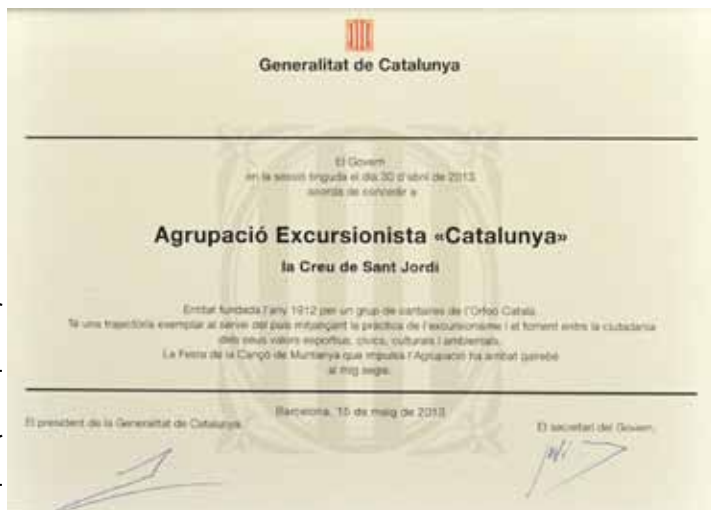 Generalitat de Catalunya
El Govern
en la sessió tinguda el dia 30 d'abril de 2013
acorda de concedir a
Agrupació Excursionista «Catalunya»
la Creu de Sant Jordi
Entitat fundada l'any 1912 per un grup de cantaires de l'Orfeó Català.
Té una trajectòria exemplar al servei del país mitjançant la pràctica de l'excursionisme i el foment entre la ciutadania
dels seus valors esportius, cívics, culturals i ambientals.
La Festa de la Cançó de Muntanya que impulsa l'Agrupació ha arribat gairebé
al mig segle.
Barcelona, 15 de maig de 2013
El president de la Generalitat de Catalunya,
El secretari del Govern,